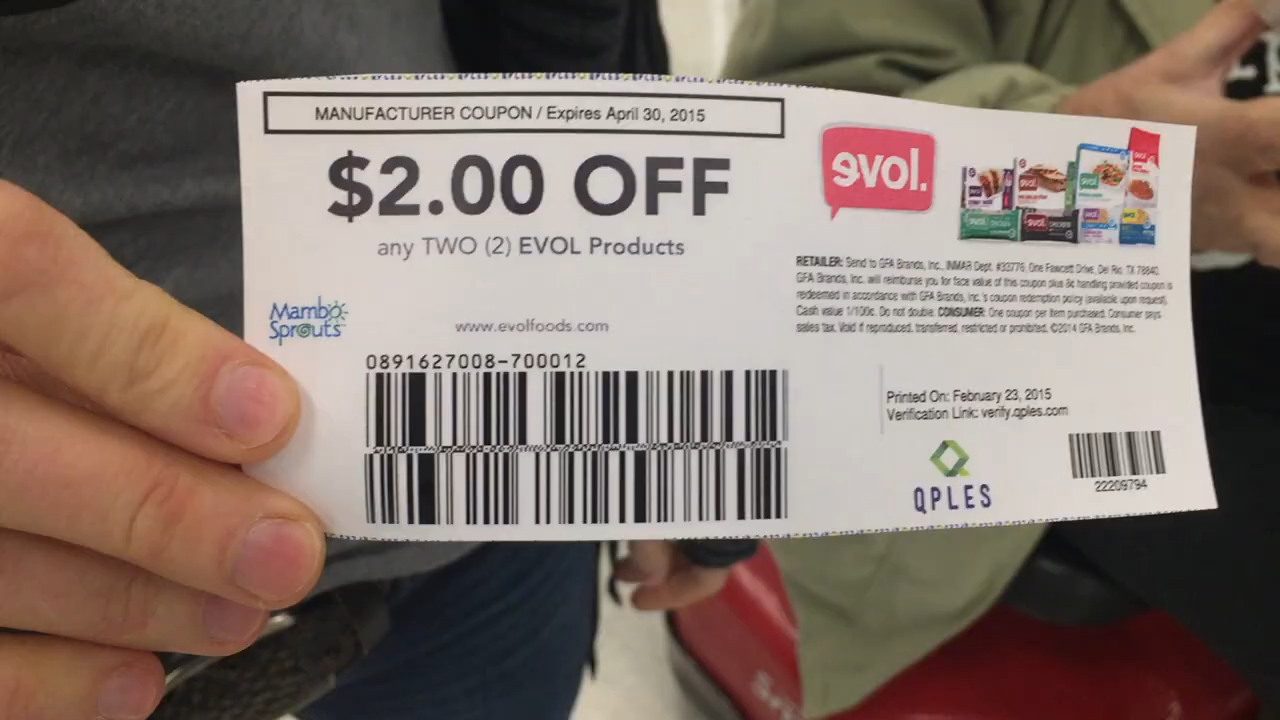 MANUFACTURER COUPON / Expires April 30, 2015
$2.00 OFF
any TWO (2) EVOL Products
Mambo
Sprouts
www.evolfoods.com
0891627008-700012
evol.
RETAILER: Send to GFA Brands, Inc., INMAR Dept. #33776, One Fawcett Drive, Del Rio, TX 78840.
GFA Brands, Inc. will reimburse you for face value of this coupon plus 8c handling provided coupon is
redeemed in accordance with GFA Brands, Inc.'s coupon redemption policy (available upon request).
Cash value 1/100c. Do not double. CONSUMER: One coupon per item purchased. Consumer pays
sales tax. Void if reproduced, transferred, restricted or prohibited. ©2014 GFA Brands, Inc.
Printed On: February 23, 2015
Verification Link: verify.qples.com
QPLES
22209794